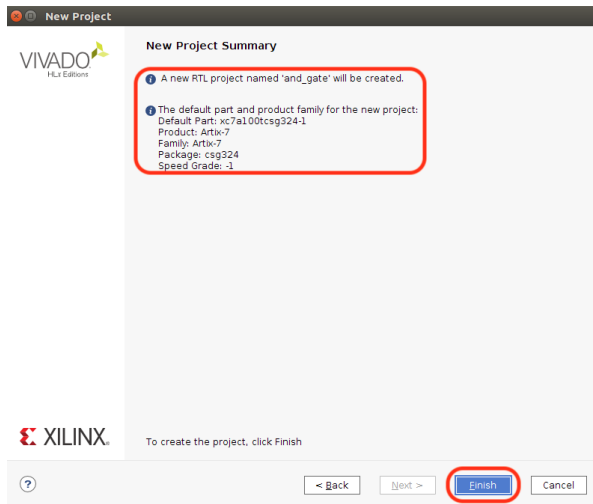 New Project
VIVADO
HLx Editions
New Project Summary
A new RTL project named 'and_gate' will be created.
The default part and product family for the new project:
Default Part: xc7a100tcsg324-1
Product: Artix-7
Family: Artix-7
Package: csg324
Speed Grade: -1
XILINX
To create the project, click Finish
?
< Back
Next >
Finish
Cancel